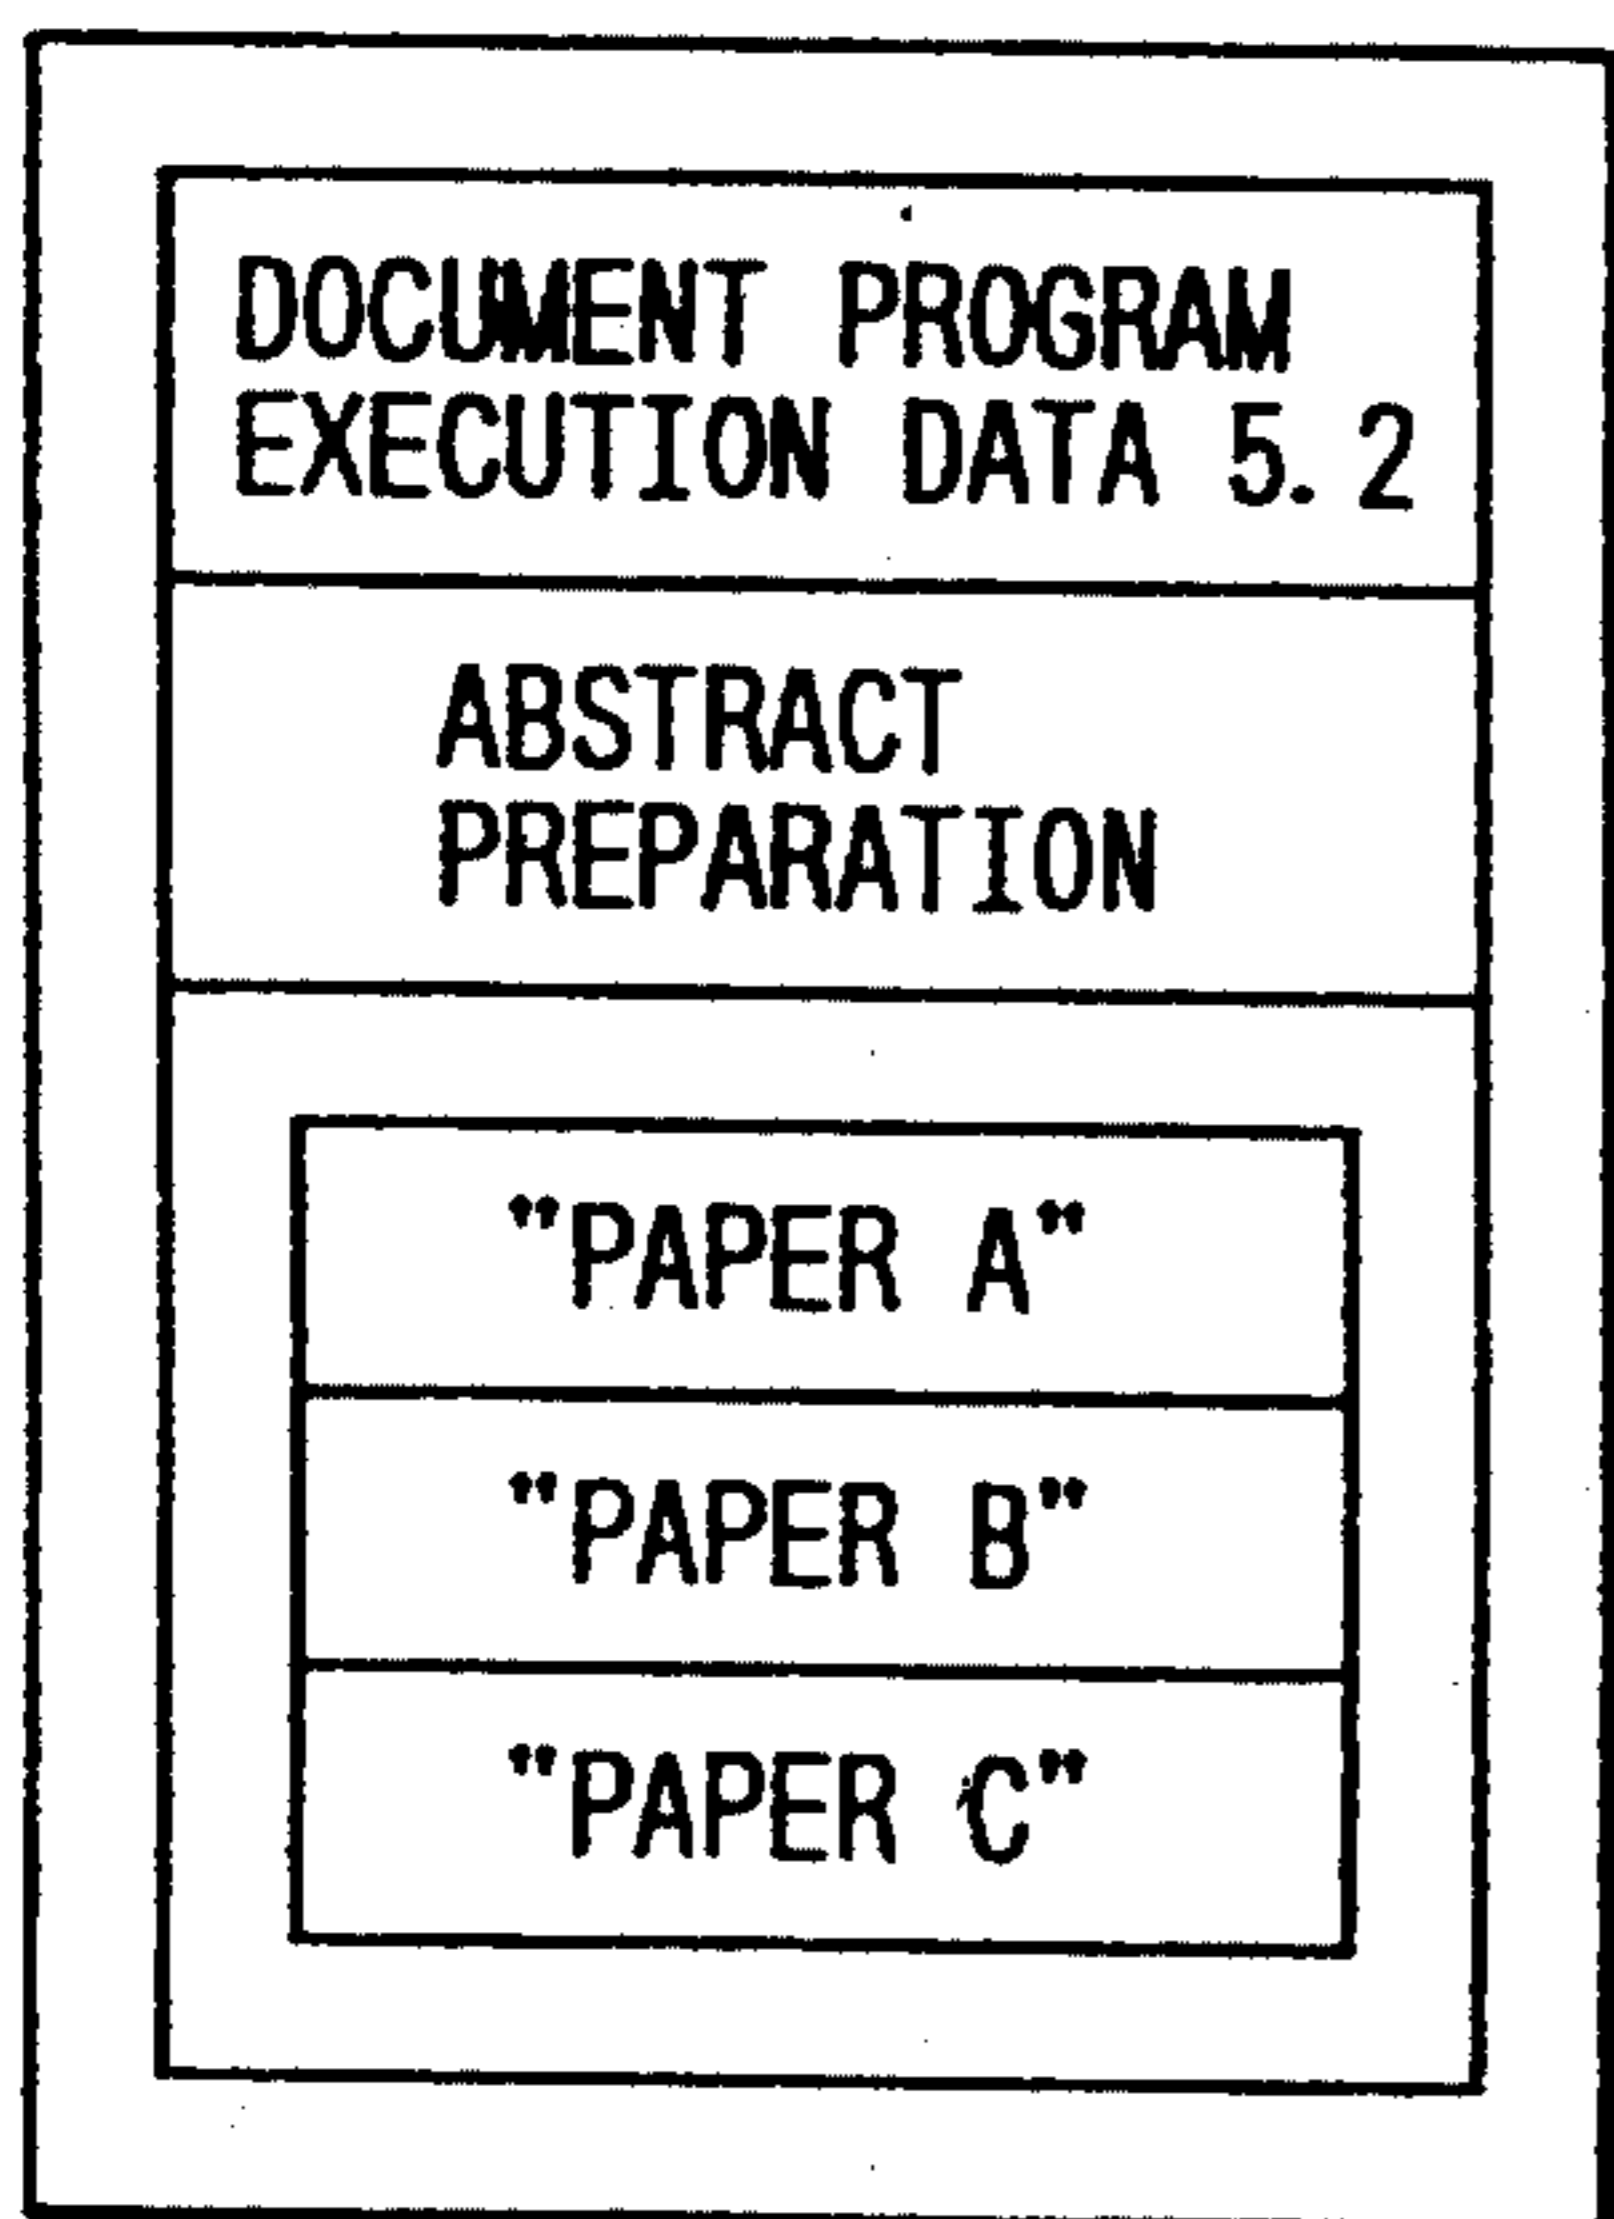 DOCUMENT PROGRAM
EXECUTION DATA 5.2
ABSTRACT
PREPARATION
"PAPER A"
"PAPER B"
"PAPER C"